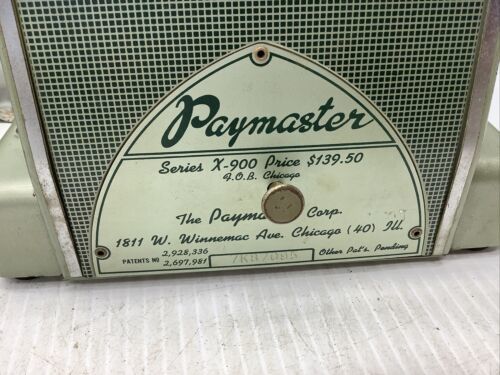 Paymaster
Series X-900 Price $139.50
F.O.B. Chicago
The Payma Corp.
1811 W. Winnemac Ave. Chicago (40) Ill.
PATENTS NO 2,928,336
2,697,981
Other Pat's. Pending